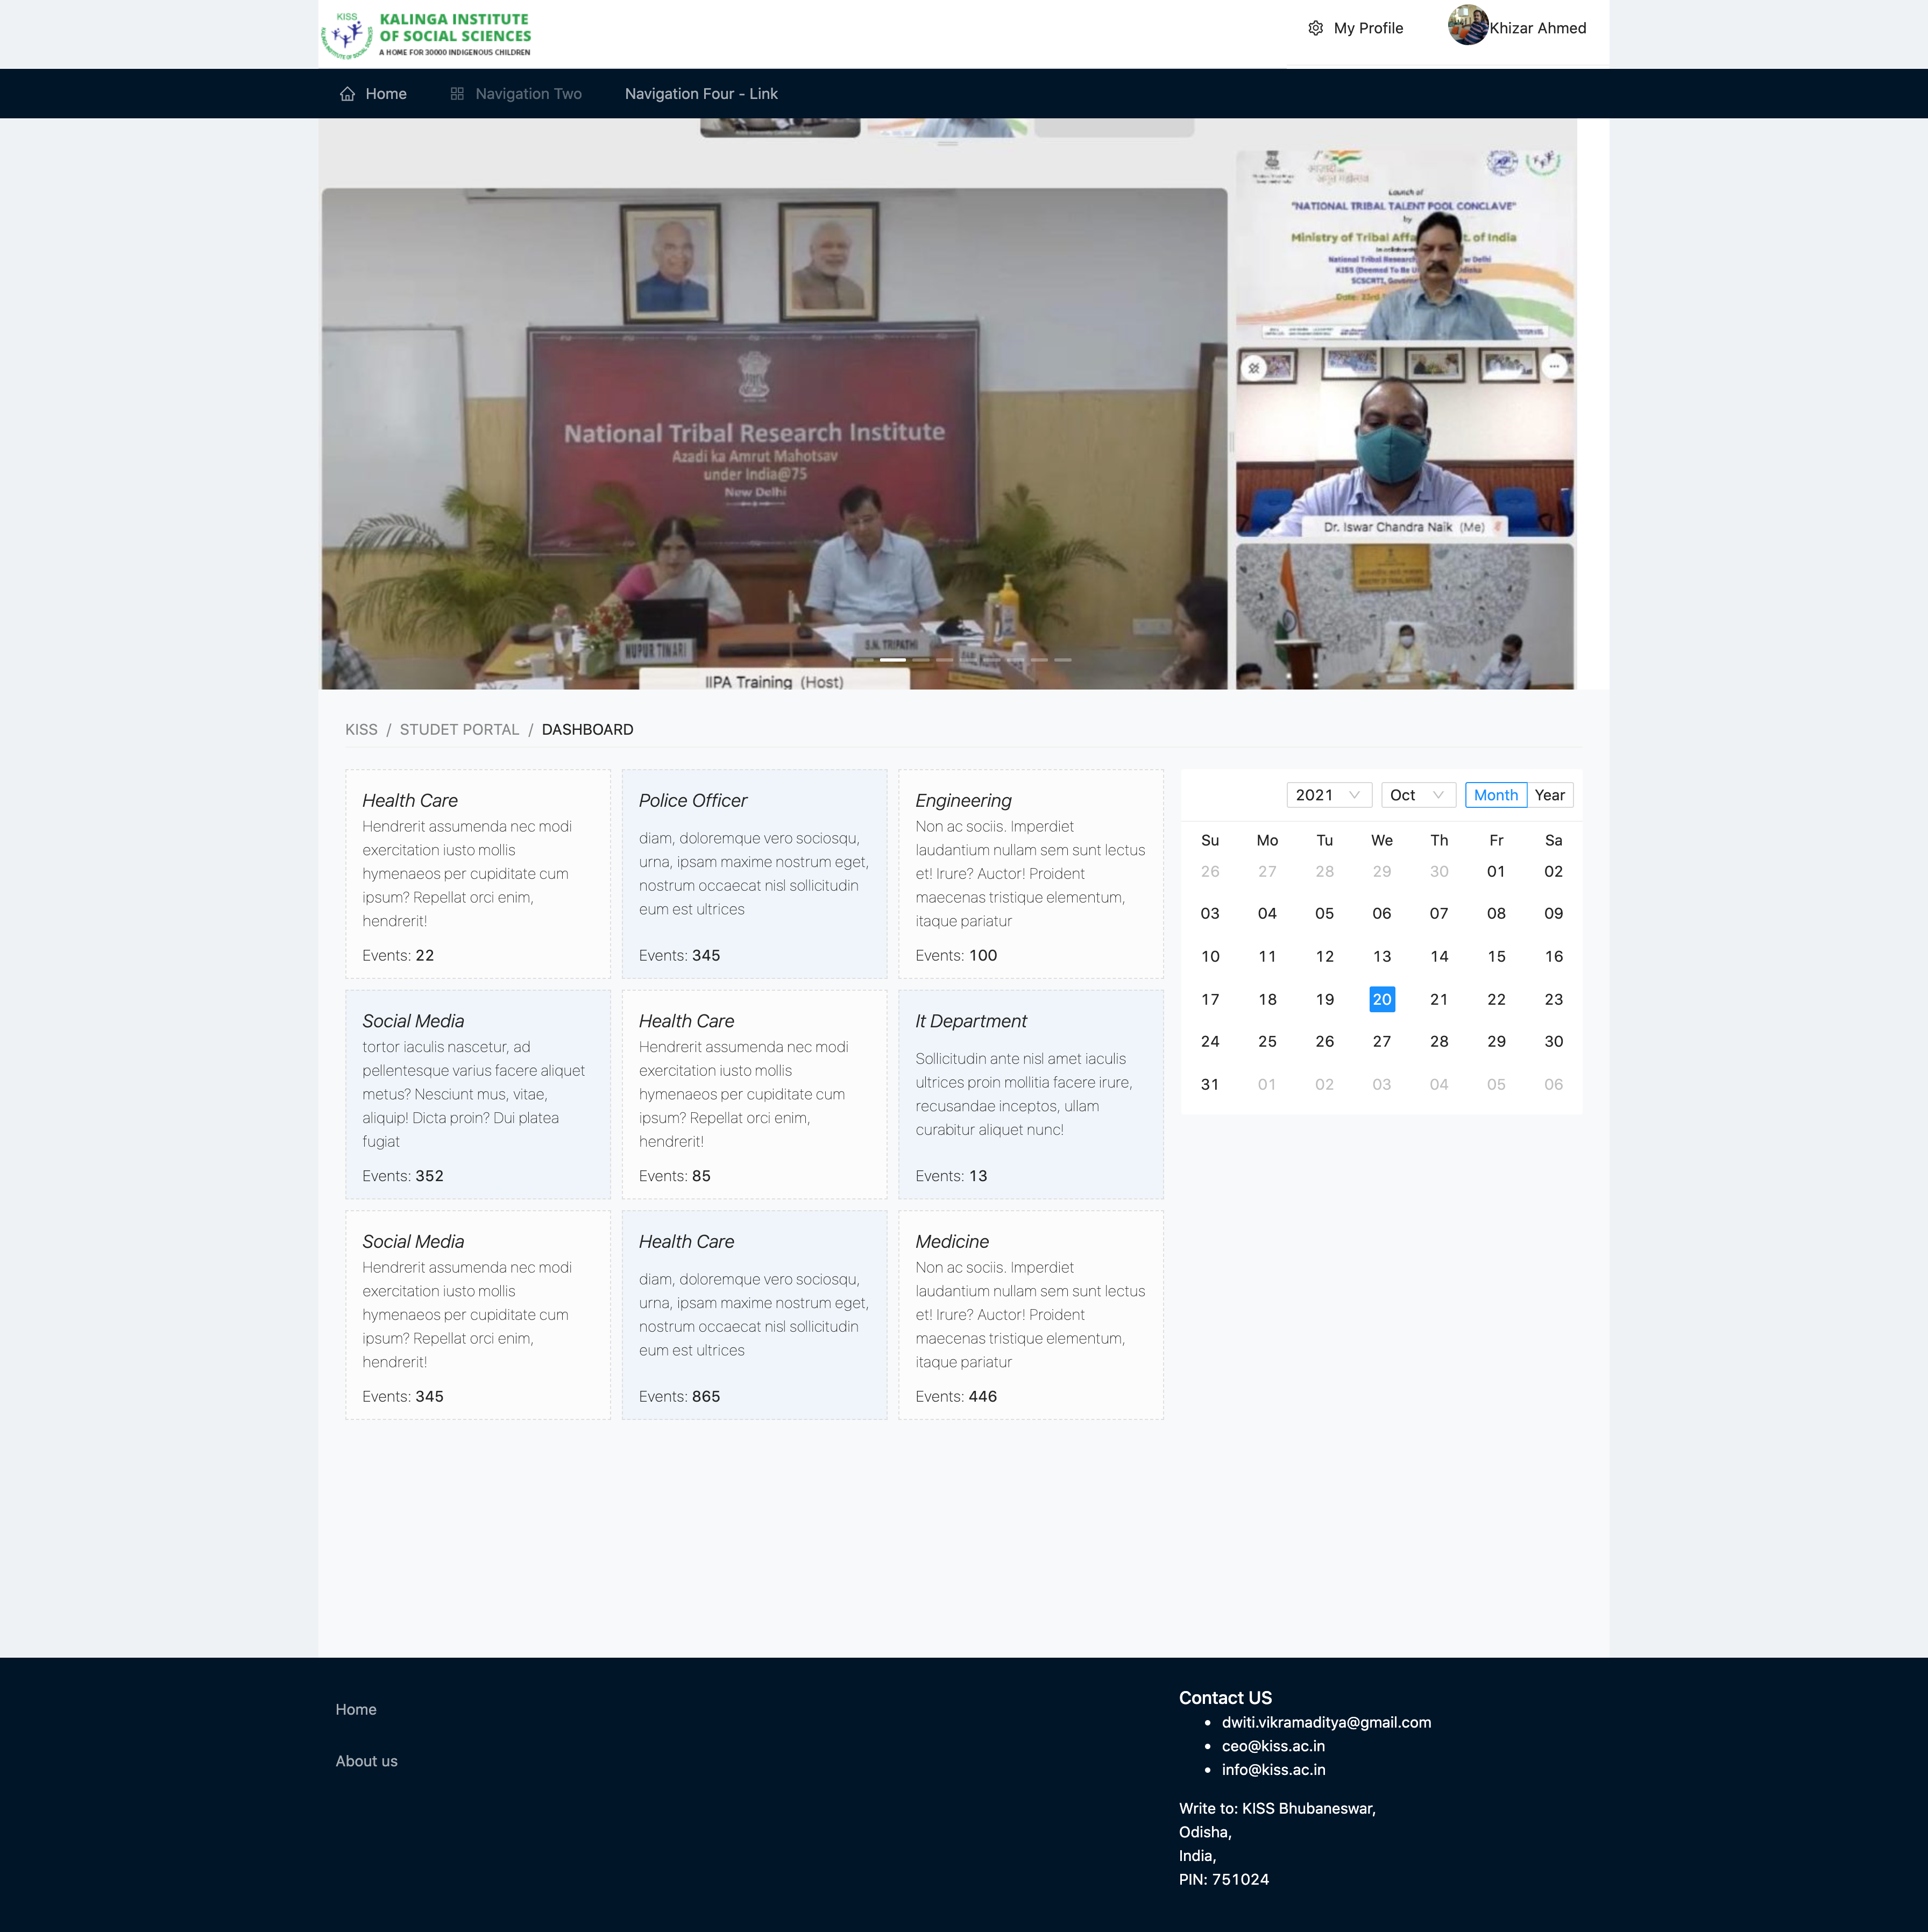 KISS
KALINGA INSTITUTE OF SOCIAL SCIENCES
KALINGA INSTITUTE
OF SOCIAL SCIENCES
A HOME FOR 30000 INDIGENOUS CHILDREN
My Profile
Khizar Ahmed
Home
Navigation Two
Navigation Four - Link
Launch of
"NATIONAL TRIBAL TALENT POOL CONCLAVE"
by
Ministry of Tribal
of India
National Tribal Research
New Delhi
KISS (Deemed To Be
National Tribal Research Institute
Azadi ka Amrut Mahotsav
under India@75
New Delhi
Dr. Iswar Chandra Naik (Me)
NUPUR TIWARI
S.N. TRIPATHI
IIPA Training (Host)
KISS / STUDET PORTAL / DASHBOARD
Health Care
Hendrerit assumenda nec modi
exercitation iusto mollis
hymenaeos per cupiditate cum
ipsum? Repellat orci enim,
hendrerit!
Events: 22
Police Officer
diam, doloremque vero sociosqu,
urna, ipsam maxime nostrum eget,
nostrum occaecat nisl sollicitudin
eum est ultrices
Events: 345
Engineering
Non ac sociis. Imperdiet
laudantium nullam sem sunt lectus
et! Irure? Auctor! Proident
maecenas tristique elementum,
itaque pariatur
Events: 100
Social Media
tortor iaculis nascetur, ad
pellentesque varius facere aliquet
metus? Nesciunt mus, vitae,
aliquip! Dicta proin? Dui platea
fugiat
Events: 352
Health Care
Hendrerit assumenda nec modi
exercitation iusto mollis
hymenaeos per cupiditate cum
ipsum? Repellat orci enim,
hendrerit!
Events: 85
It Department
Sollicitudin ante nisl amet iaculis
ultrices proin mollitia facere irure,
recusandae inceptos, ullam
curabitur aliquet nunc!
Events: 13
Social Media
Hendrerit assumenda nec modi
exercitation iusto mollis
hymenaeos per cupiditate cum
ipsum? Repellat orci enim,
hendrerit!
Events: 345
Health Care
diam, doloremque vero sociosqu,
urna, ipsam maxime nostrum eget,
nostrum occaecat nisl sollicitudin
eum est ultrices
Events: 865
Medicine
Non ac sociis. Imperdiet
laudantium nullam sem sunt lectus
et! Irure? Auctor! Proident
maecenas tristique elementum,
itaque pariatur
Events: 446
2021 Oct Month Year
Su Mo Tu We Th Fr Sa
26 27 28 29 30 01 02
03 04 05 06 07 08 09
10 11 12 13 14 15 16
17 18 19 20 21 22 23
24 25 26 27 28 29 30
31 01 02 03 04 05 06
Home
About us
Contact US
dwiti.vikramaditya@gmail.com
ceo@kiss.ac.in
info@kiss.ac.in
Write to: KISS Bhubaneswar,
Odisha,
India,
PIN: 751024